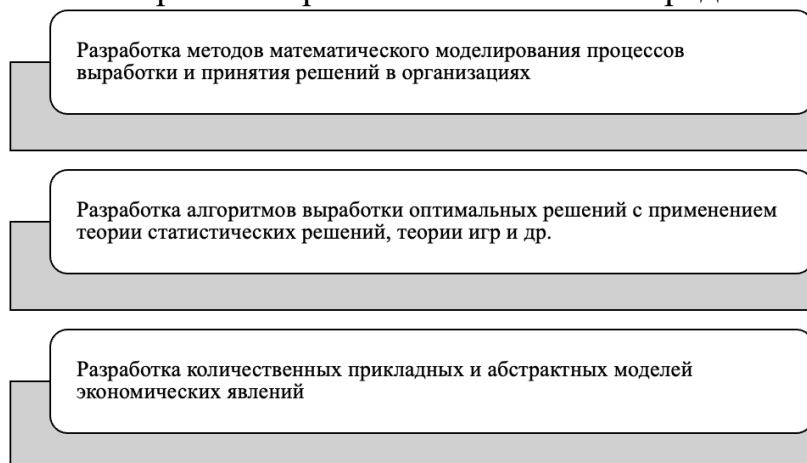 Разработка методов математического моделирования процессов
выработки и принятия решений в организациях
Разработка алгоритмов выработки оптимальных решений с применением
теории статистических решений, теории игр и др.
Разработка количественных прикладных и абстрактных моделей
экономических явлений